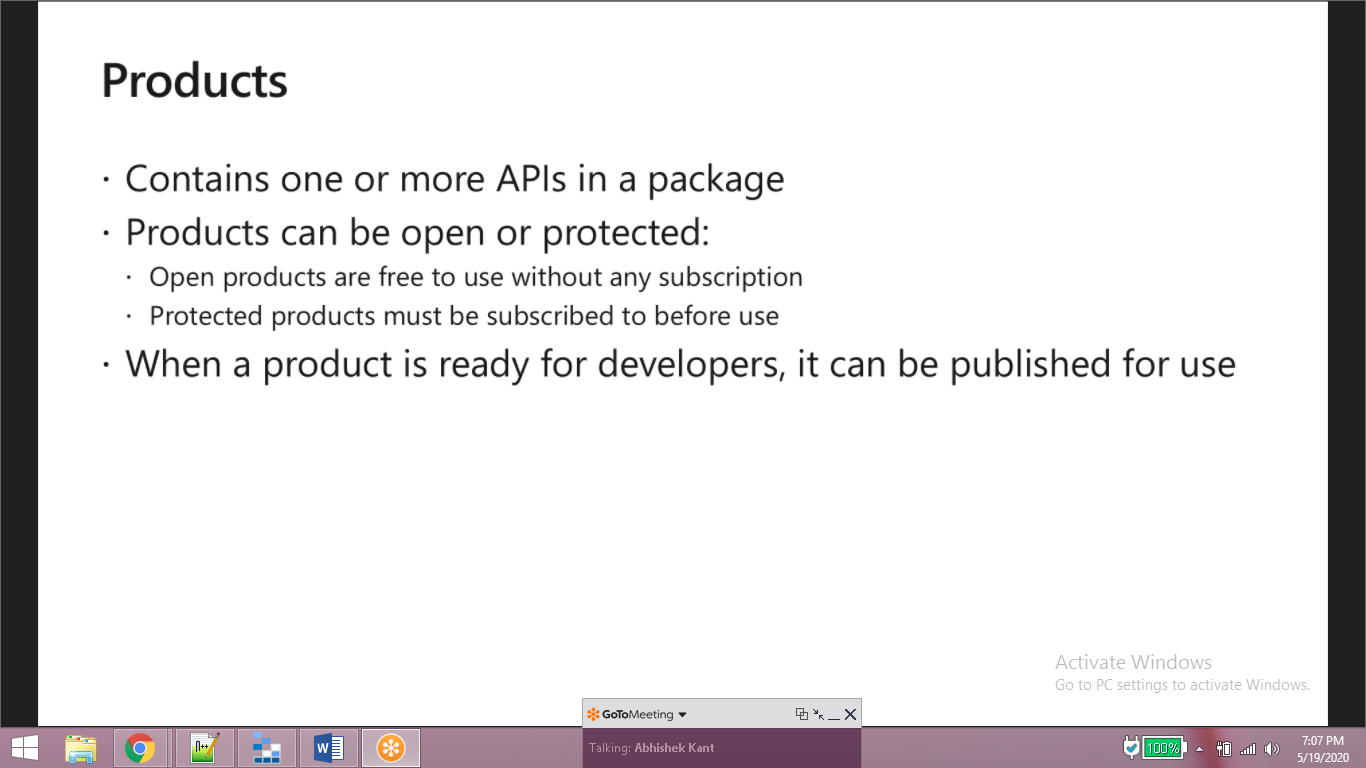 Products
· Contains one or more APIs in a package
· Products can be open or protected:
· Open products are free to use without any subscription
· Protected products must be subscribed to before use
· When a product is ready for developers, it can be published for use
Activate Windows
Go to PC settings to activate Windows.
GoToMeeting
Talking: Abhishek Kant
n++
W
100%
7:07 PM
5/19/2020